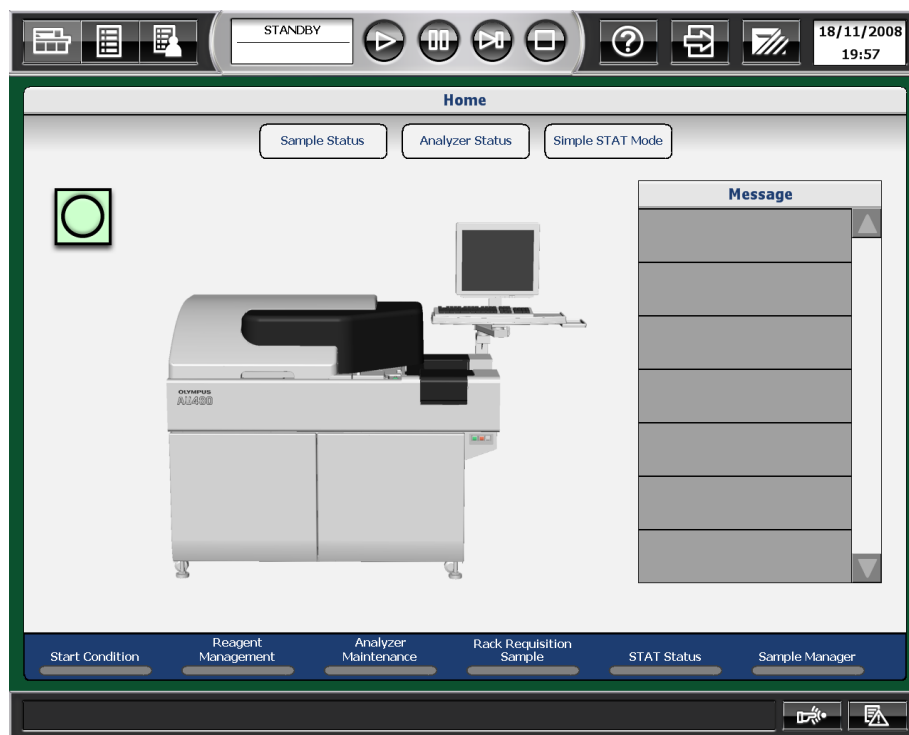 STANDBY
18/11/2008
19:57
Home
Sample Status
Analyzer Status
Simple STAT Mode
Message
OLYMPUS
AU480
Start Condition
Reagent
Management
Analyzer
Maintenance
Rack Requisition
Sample
STAT Status
Sample Manager